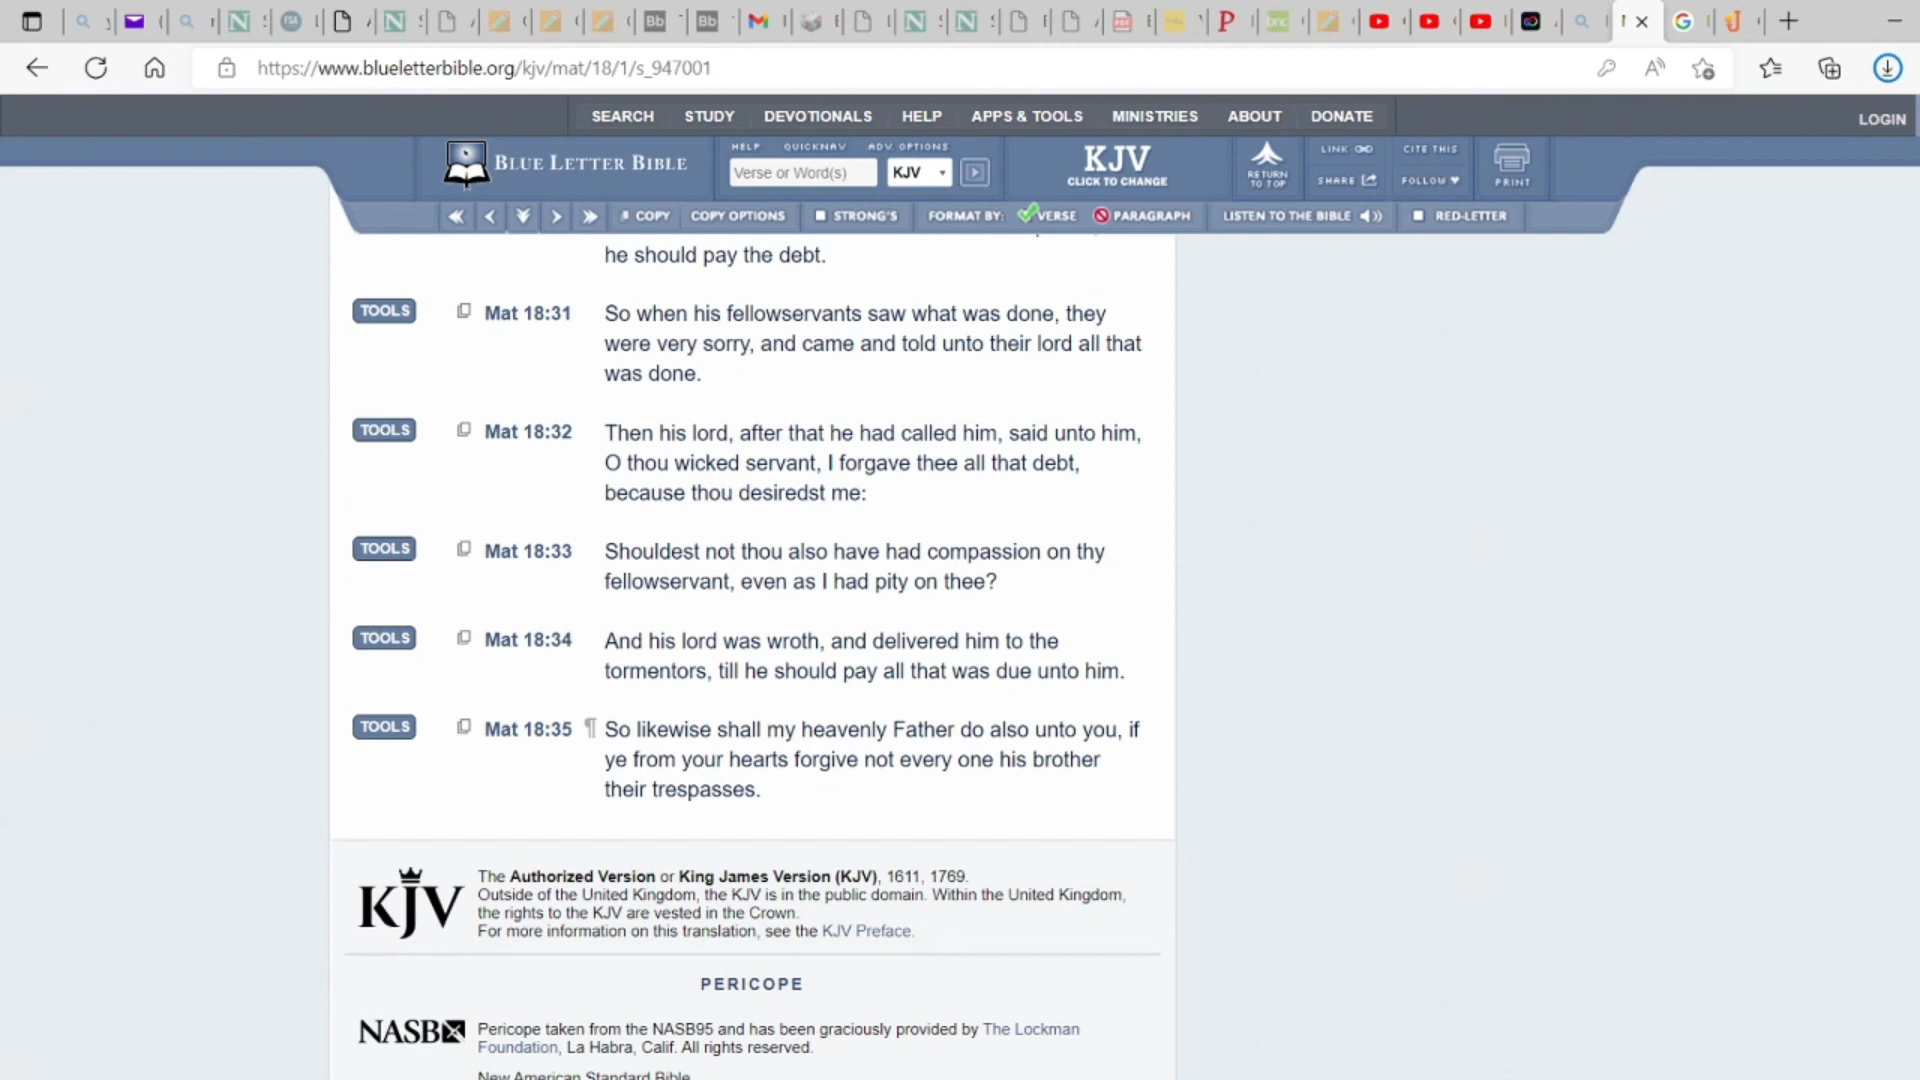 https://www.blueletterbible.org/kjv/mat/18/1/s_947001
SEARCH STUDY DEVOTIONALS HELP APPS & TOOLS MINISTRIES ABOUT DONATE
LOGIN
BLUE LETTER BIBLE
HELP QUICKNAV ADV. OPTIONS
Verse or Word(s)
KJV
KJV
CLICK TO CHANGE
RETURN
TO TOP
LINK
CITE THIS
SHARE
FOLLOW
PRINT
COPY COPY OPTIONS STRONG'S FORMAT BY: VERSE PARAGRAPH LISTEN TO THE BIBLE RED-LETTER
he should pay the debt.
TOOLS Mat 18:31 So when his fellowservants saw what was done, they
were very sorry, and came and told unto their lord all that
was done.
TOOLS Mat 18:32 Then his lord, after that he had called him, said unto him,
O thou wicked servant, I forgave thee all that debt,
because thou desiredst me:
TOOLS Mat 18:33 Shouldest not thou also have had compassion on thy
fellowservant, even as I had pity on thee?
TOOLS Mat 18:34 And his lord was wroth, and delivered him to the
tormentors, till he should pay all that was due unto him.
TOOLS Mat 18:35 ¶ So likewise shall my heavenly Father do also unto you, if
ye from your hearts forgive not every one his brother
their trespasses.
KJV
The Authorized Version or King James Version (KJV), 1611, 1769.
Outside of the United Kingdom, the KJV is in the public domain. Within the United Kingdom,
the rights to the KJV are vested in the Crown.
For more information on this translation, see the KJV Preface.
PERICOPE
NASB
Pericope taken from the NASB95 and has been graciously provided by The Lockman
Foundation, La Habra, Calif. All rights reserved.
New American Standard Bible